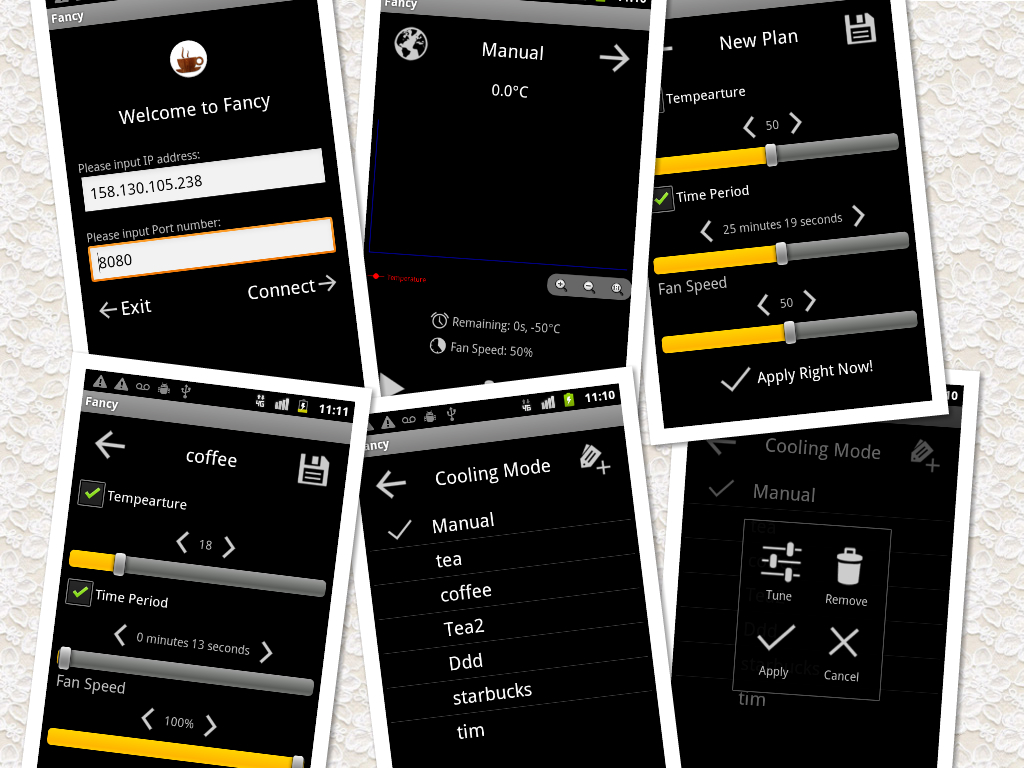 Fancy
Welcome to Fancy
Please input IP address:
158.130.105.238
Please input Port number:
8080
Exit
Connect
Fancy
Manual
0.0°C
Temperature
Remaining: 0s, -50°C
Fan Speed: 50%
New Plan
Tempearture
50
Time Period
25 minutes 19 seconds
Fan Speed
50
Apply Right Now!
4G 11:11
Fancy
coffee
Tempearture
18
Time Period
0 minutes 13 seconds
Fan Speed
100%
4G 11:10
ancy
Cooling Mode
Manual
tea
coffee
Tea2
Ddd
starbucks
tim
10
Cooling Mode
Manual
Tune
Remove
Apply
Cancel
tim